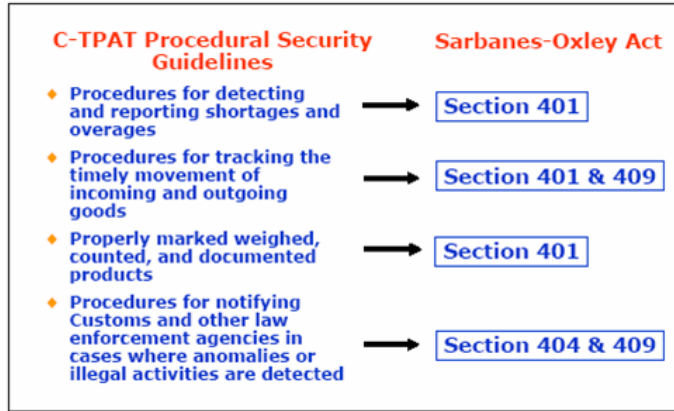 C-TPAT Procedural Security
Guidelines
Sarbanes-Oxley Act
Procedures for detecting
and reporting shortages and
overages
Section 401
Procedures for tracking the
timely movement of
incoming and outgoing
goods
Section 401 & 409
Properly marked weighed,
counted, and documented
products
Section 401
Procedures for notifying
Customs and other law
enforcement agencies in
cases where anomalies or
illegal activities are detected
Section 404 & 409